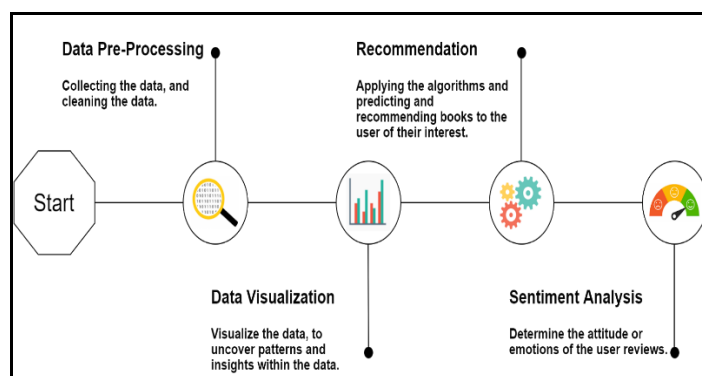 Data Pre-Processing
Collecting the data, and
cleaning the data.
Recommendation
Applying the algorithms and
predicting and
recommending books to the
user of their interest.
Start
Data Visualization
Visualize the data, to
uncover patterns and
insights within the data.
Sentiment Analysis
Determine the attitude or
emotions of the user reviews.